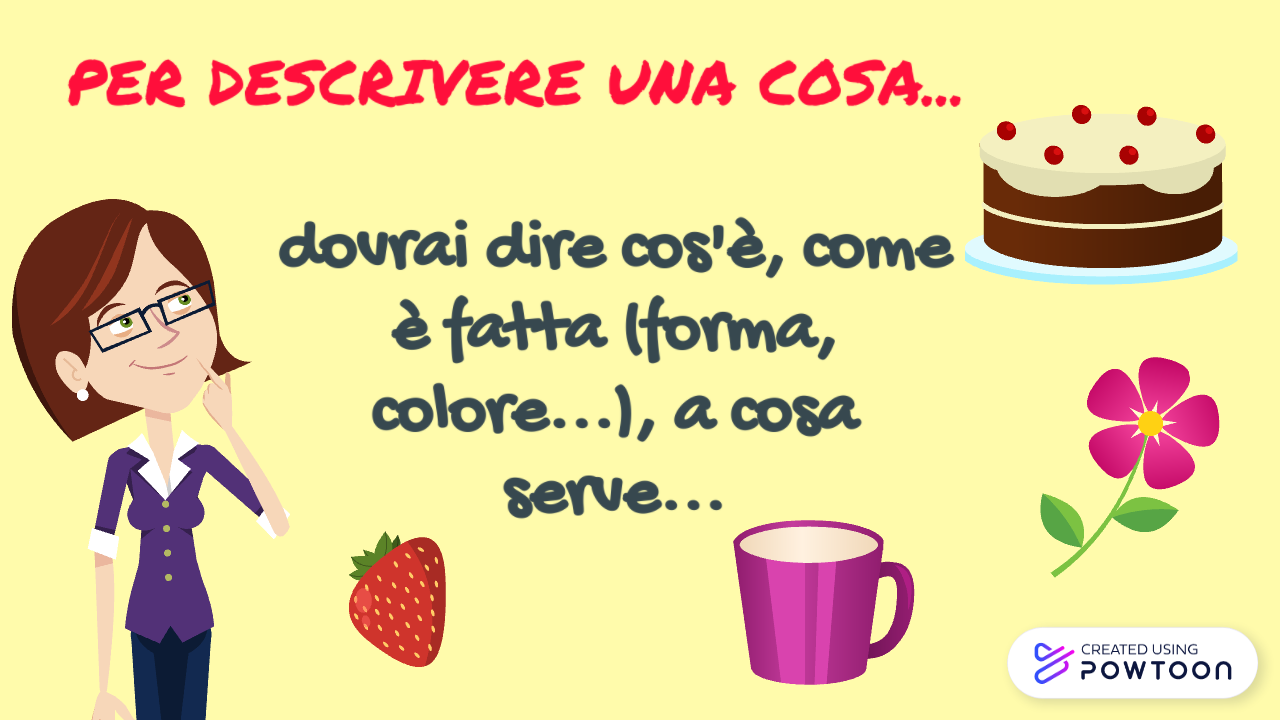 PER DESCRIVERE UNA COSA...
dovrai dire cos'è, come
è fatta (forma,
colore...), a cosa
serve...
CREATED USING
POWTOON